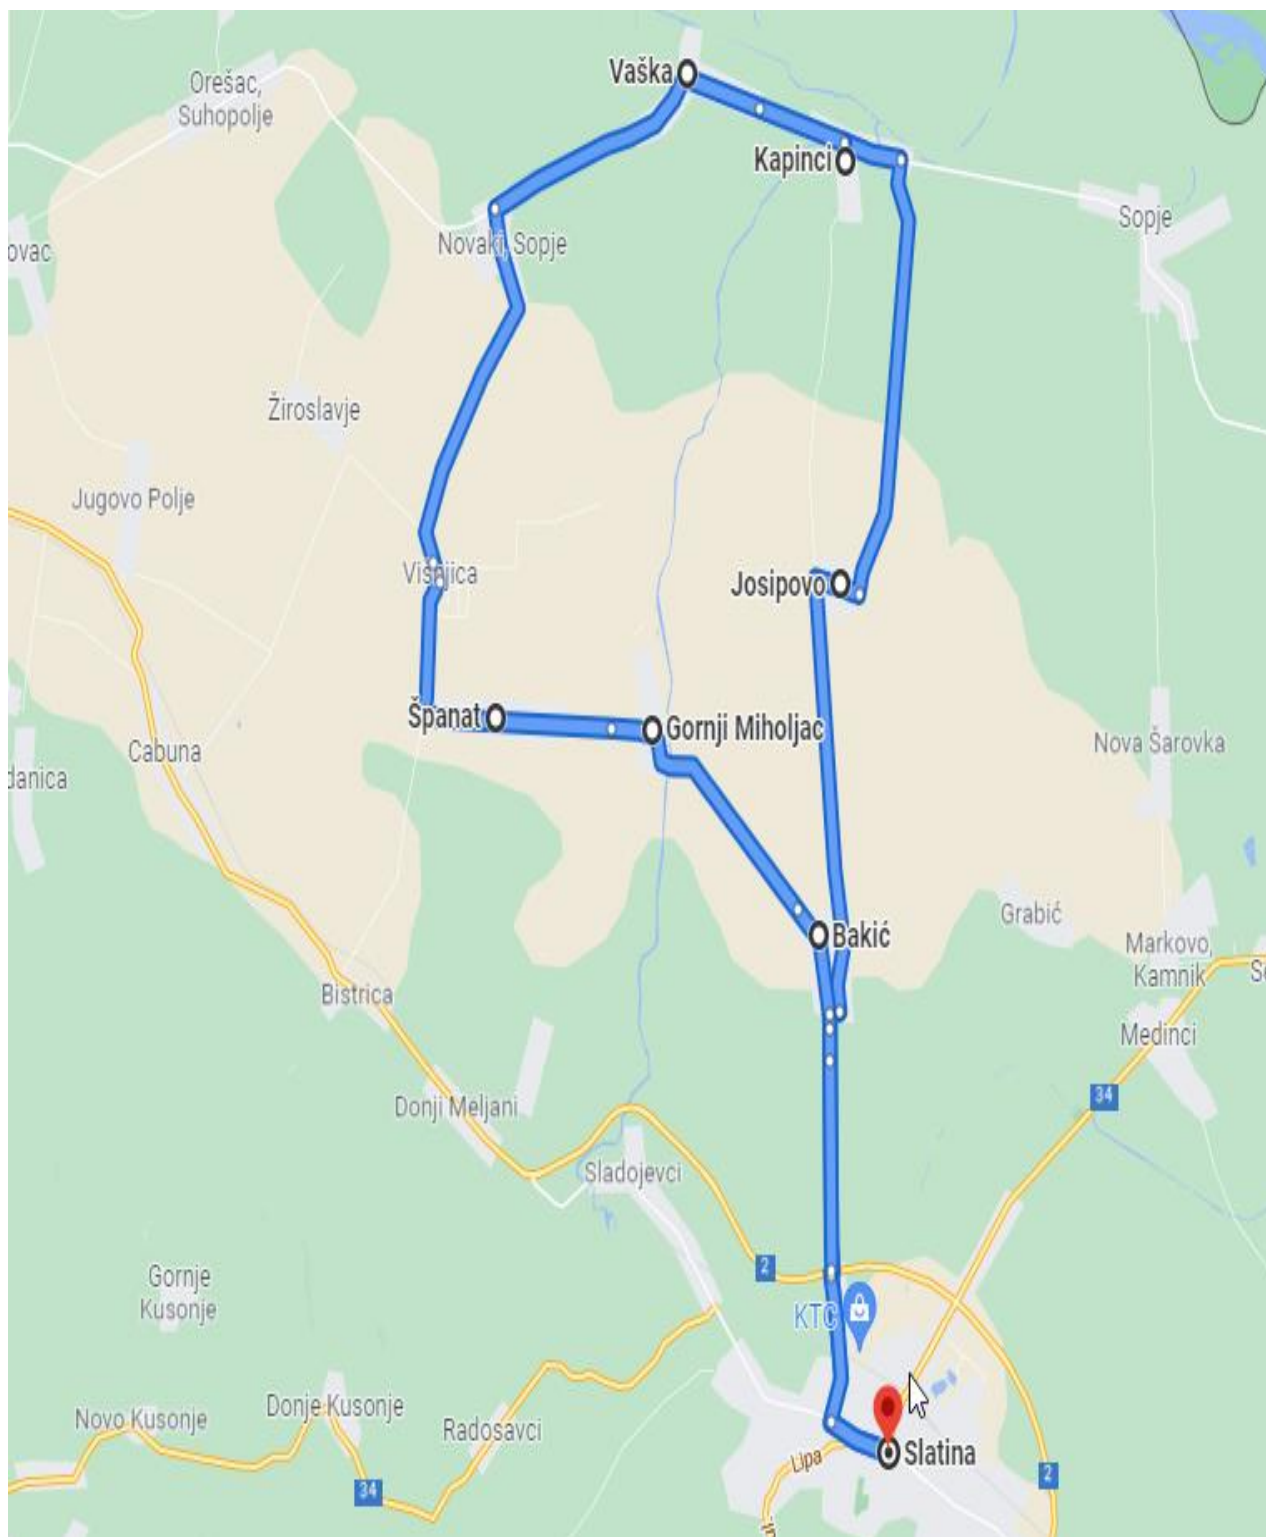 Vaška
Orešac,
Suhopolje
Kapinci
Sopje
Novaki, Sopje
ovac
Žiroslavje
Jugovo Polje
Višnjica
Josipovo
Španat
Gornji Miholjac
Nova Šarovka
Cabuna
danica
Grabić
Bakić
Markovo,
Kamnik
Se
Bistrica
Medinci
34
Donji Meljani
Sladojevci
2
Gornje
Kusonje
KTC
Donje Kusonje
Novo Kusonje
Radosavci
Lipa
Slatina
34
2